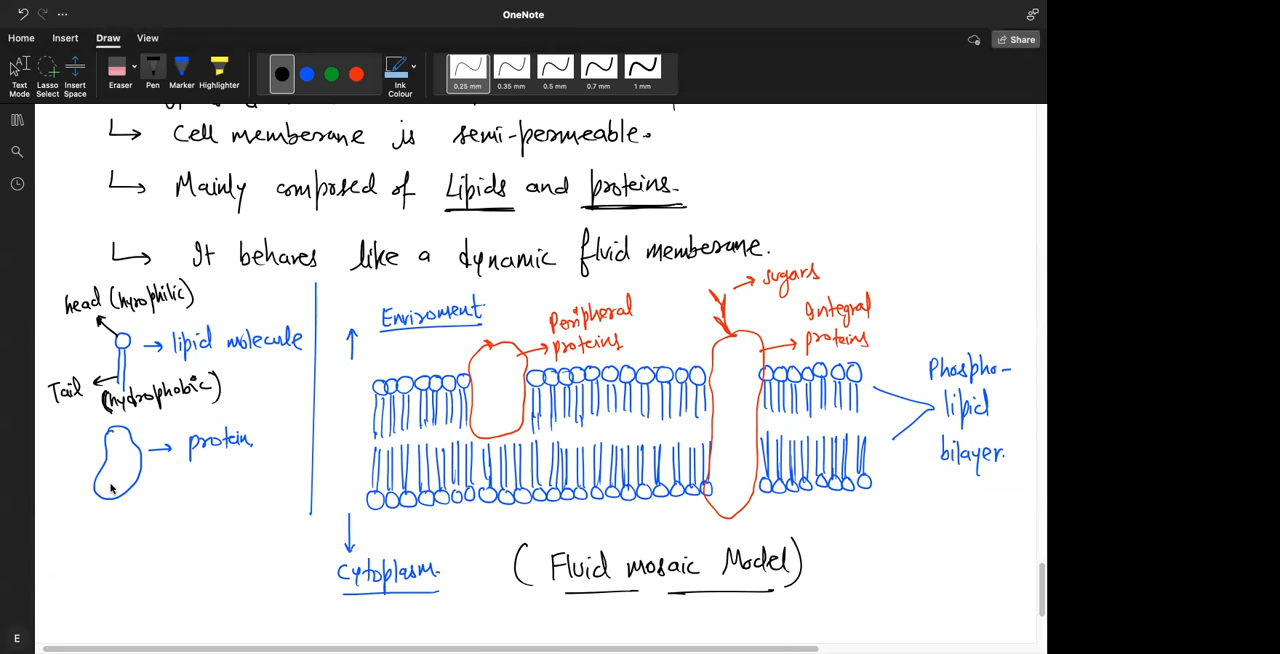 OneNote
Home Insert Draw View
Share
Text Mode
Lasso Select
Insert Space
Eraser
Pen
Marker
Highlighter
Ink Colour
0.25 mm
0.35 mm
0.5 mm
0.7 mm
1 mm
↳ Cell memberane is semi-permeable.
↳ Mainly composed of Lipids and proteins.
↳ It behaves like a dynamic fluid memberane.
head (hyrophilic)
→ lipid molecule
Tail (hydrophobic)
→ protein,
Enviroment
Peripheral
proteins
→ sugars
Integral
proteins
Phospho-
lipid
bilayer.
Cytoplasm.
(Fluid mosaic Model)
E